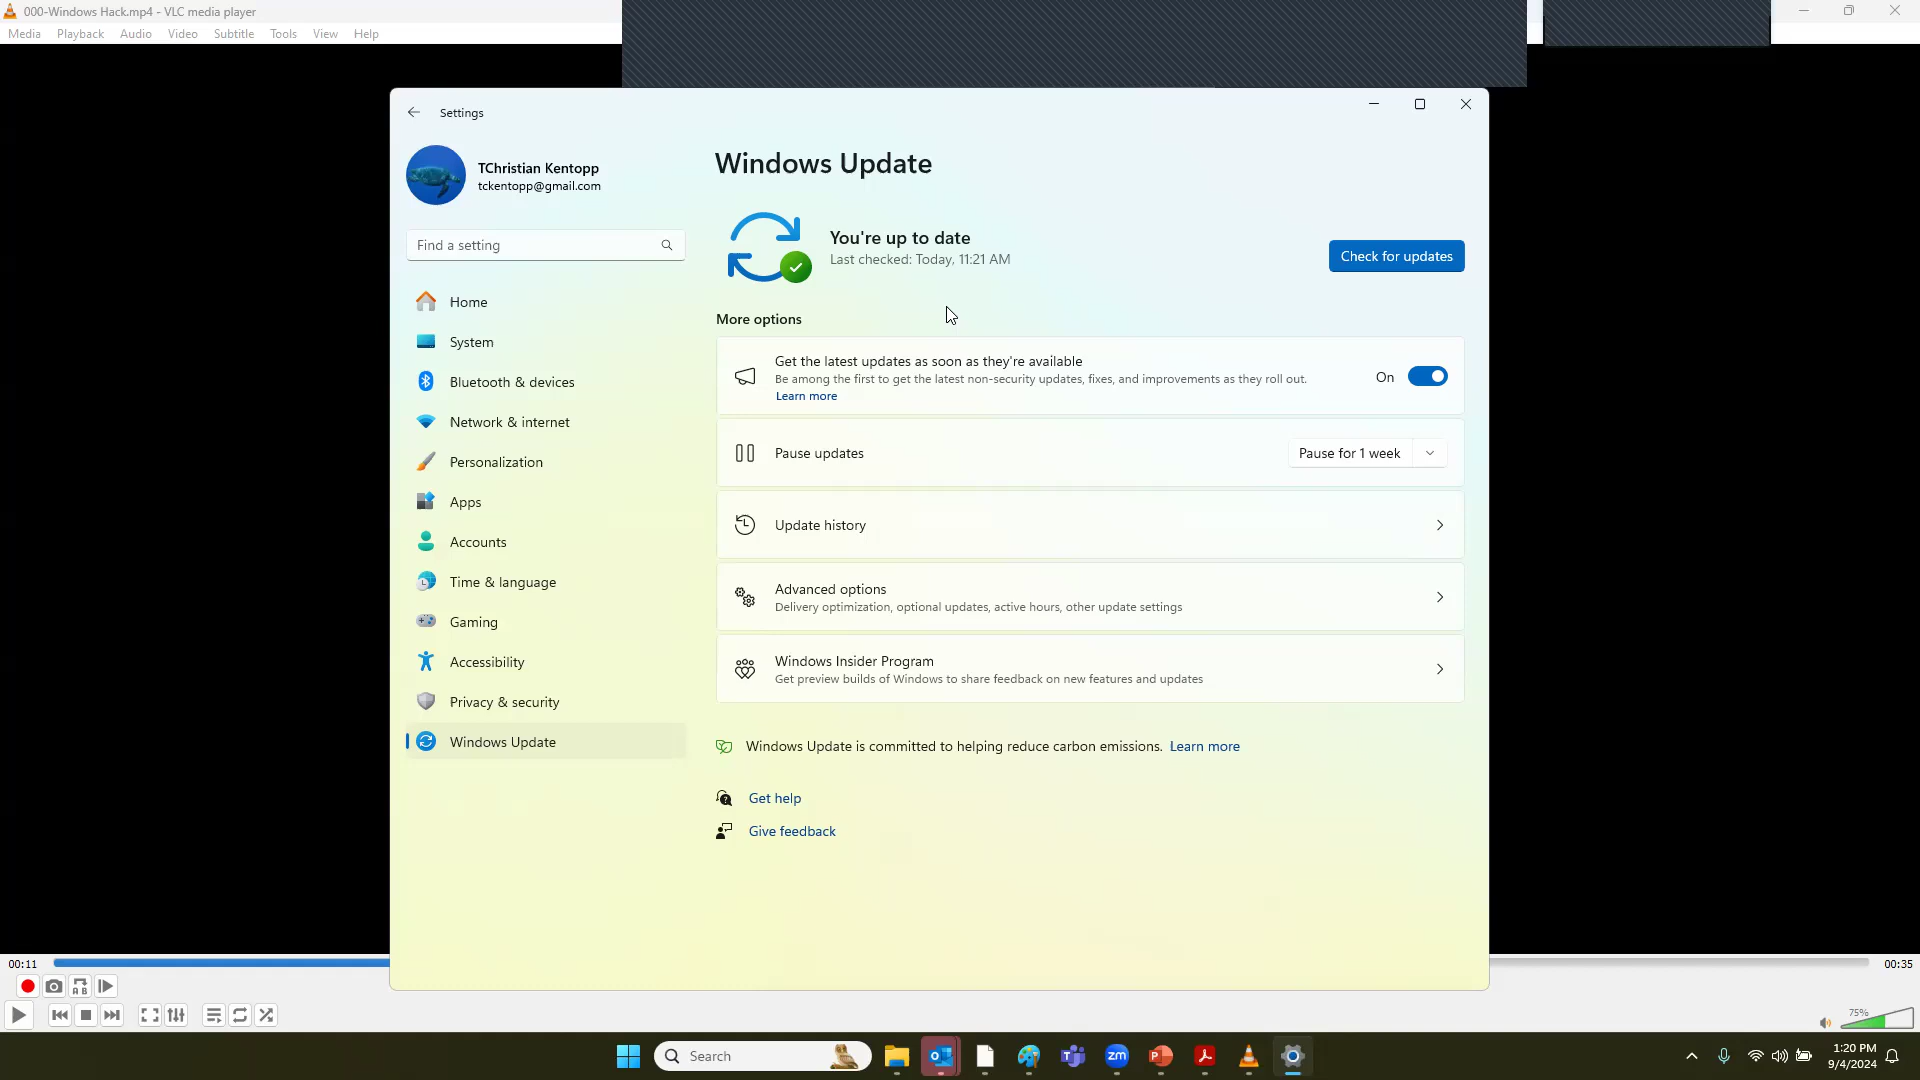 000-Windows Hack.mp4 - VLC media player
Media Playback Audio Video Subtitle Tools View Help
Settings
TChristian Kentopp
tckentopp@gmail.com
Find a setting
Home
System
Bluetooth & devices
Network & internet
Personalization
Apps
Accounts
Time & language
Gaming
Accessibility
Privacy & security
Windows Update
Windows Update
You're up to date
Last checked: Today, 11:21 AM
Check for updates
More options
Get the latest updates as soon as they're available
Be among the first to get the latest non-security updates, fixes, and improvements as they roll out.
Learn more
On
Pause updates
Pause for 1 week
Update history
Advanced options
Delivery optimization, optional updates, active hours, other update settings
Windows Insider Program
Get preview builds of Windows to share feedback on new features and updates
Windows Update is committed to helping reduce carbon emissions. Learn more
Get help
Give feedback
00:11
00:35
75%
Search
zm
1:20 PM
9/4/2024